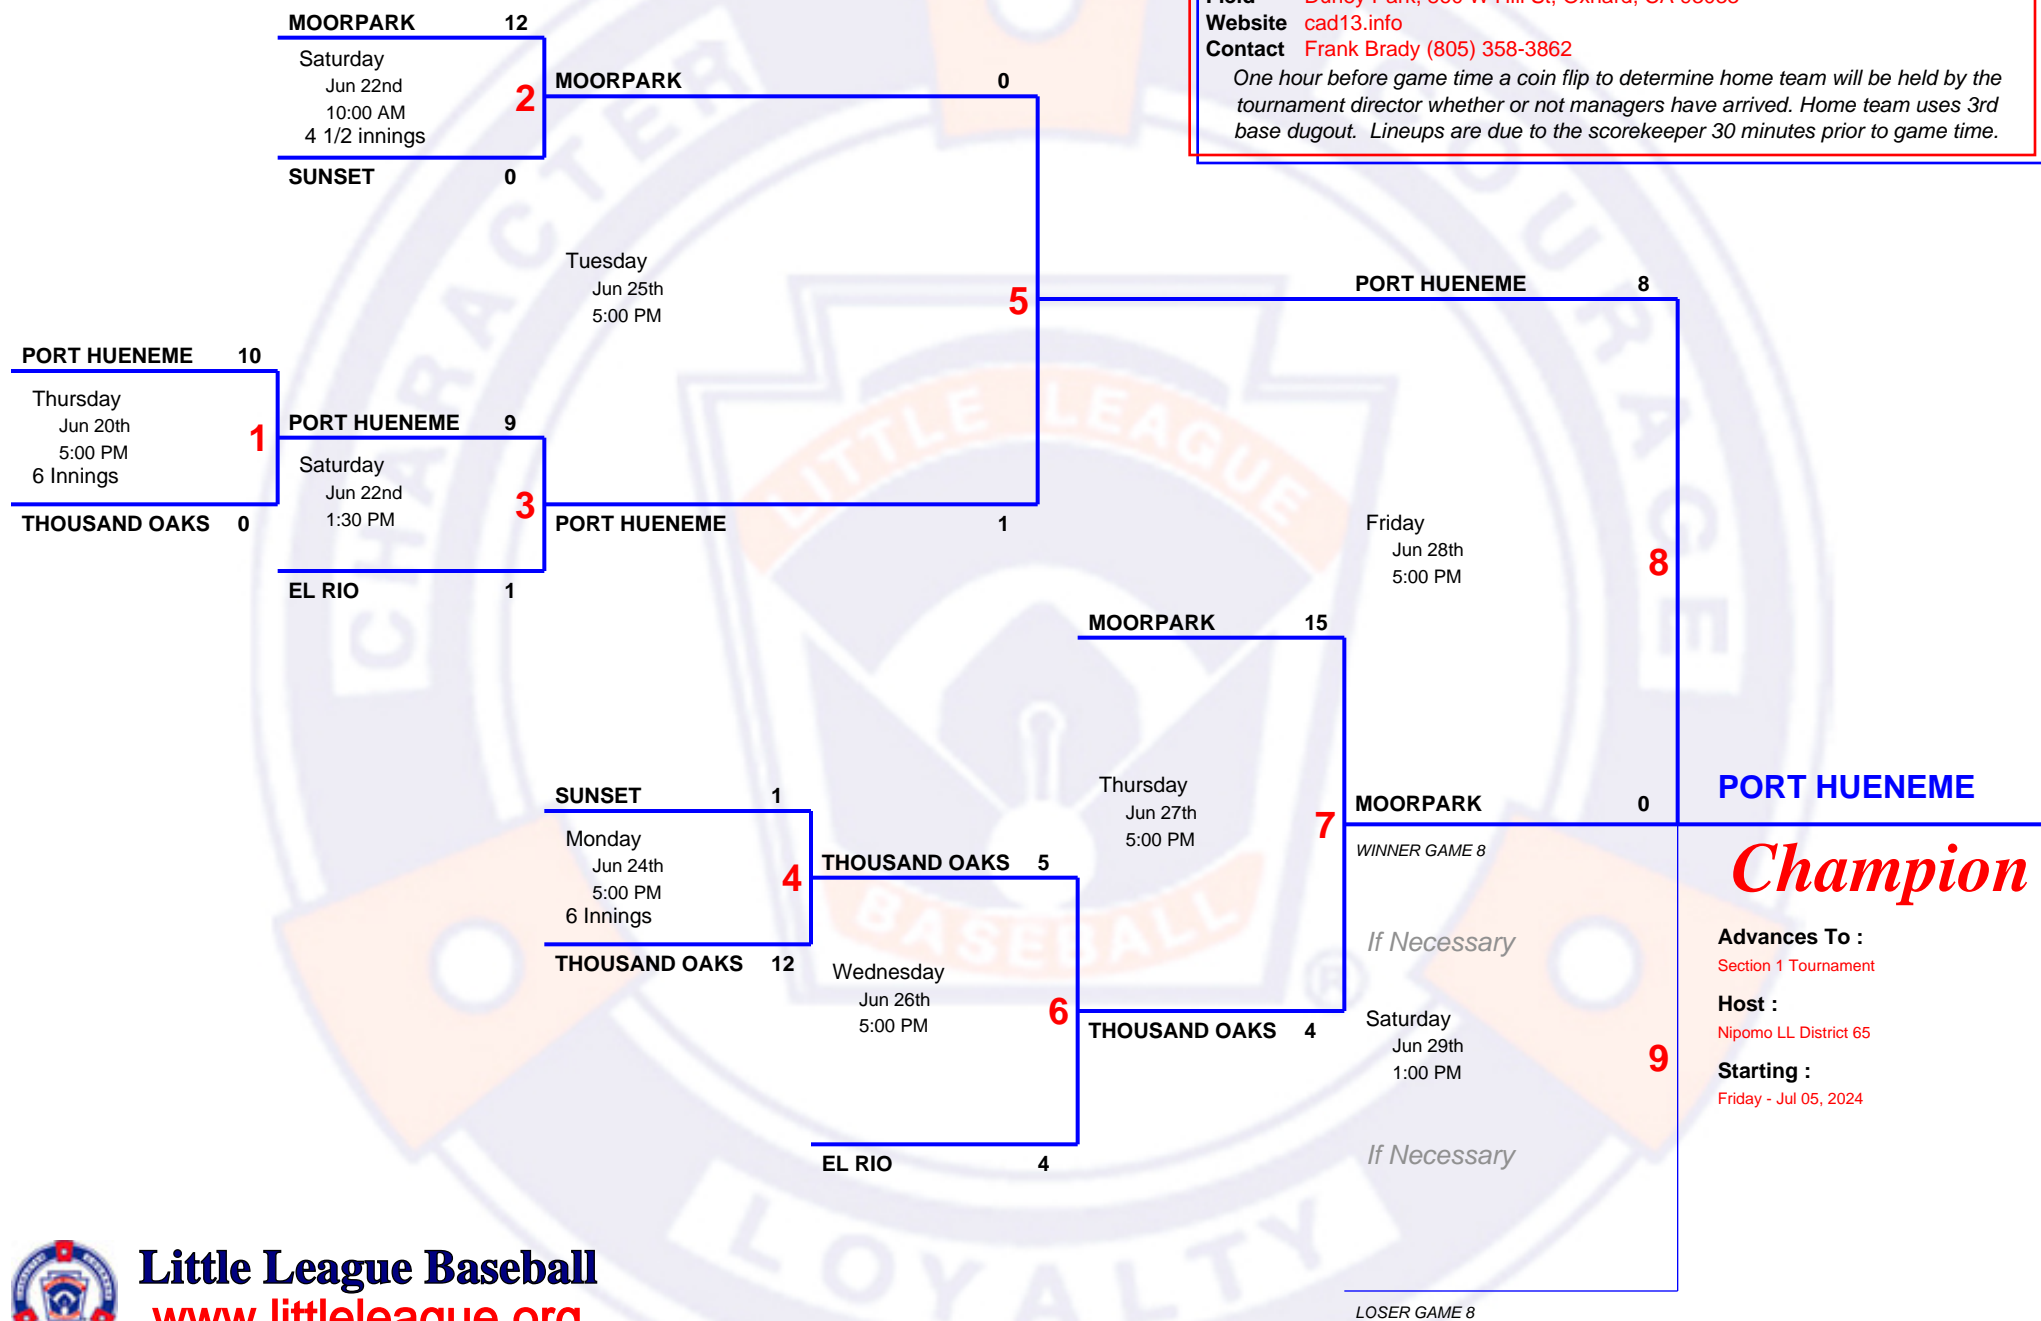 MOORPARK 12
Saturday
Jun 22nd
10:00 AM
4 1/2 innings
2
SUNSET 0
Website cad13.info
Contact Frank Brady (805) 358-3862
One hour before game time a coin flip to determine home team will be held by the
tournament director whether or not managers have arrived. Home team uses 3rd
base dugout. Lineups are due to the scorekeeper 30 minutes prior to game time.
MOORPARK 0
Tuesday
Jun 25th
5:00 PM
5
PORT HUENEME 8
PORT HUENEME 10
Thursday
Jun 20th
5:00 PM
6 Innings
1
THOUSAND OAKS 0
PORT HUENEME 9
Saturday
Jun 22nd
1:30 PM
3
EL RIO 1
PORT HUENEME 1
Friday
Jun 28th
5:00 PM
8
MOORPARK 15
Thursday
Jun 27th
5:00 PM
7
SUNSET 1
Monday
Jun 24th
5:00 PM
6 Innings
4
THOUSAND OAKS 12
THOUSAND OAKS 5
Wednesday
Jun 26th
5:00 PM
6
EL RIO 4
THOUSAND OAKS 4
MOORPARK 0
WINNER GAME 8
If Necessary
Saturday
Jun 29th
1:00 PM
9
If Necessary
LOSER GAME 8
PORT HUENEME
Champion
Advances To :
Section 1 Tournament
Host :
Nipomo LL District 65
Starting :
Friday - Jul 05, 2024
CHARACTER
COURAGE
LOYALTY
LITTLE LEAGUE
BASEBALL
®
Little League Baseball
www.littleleague.org